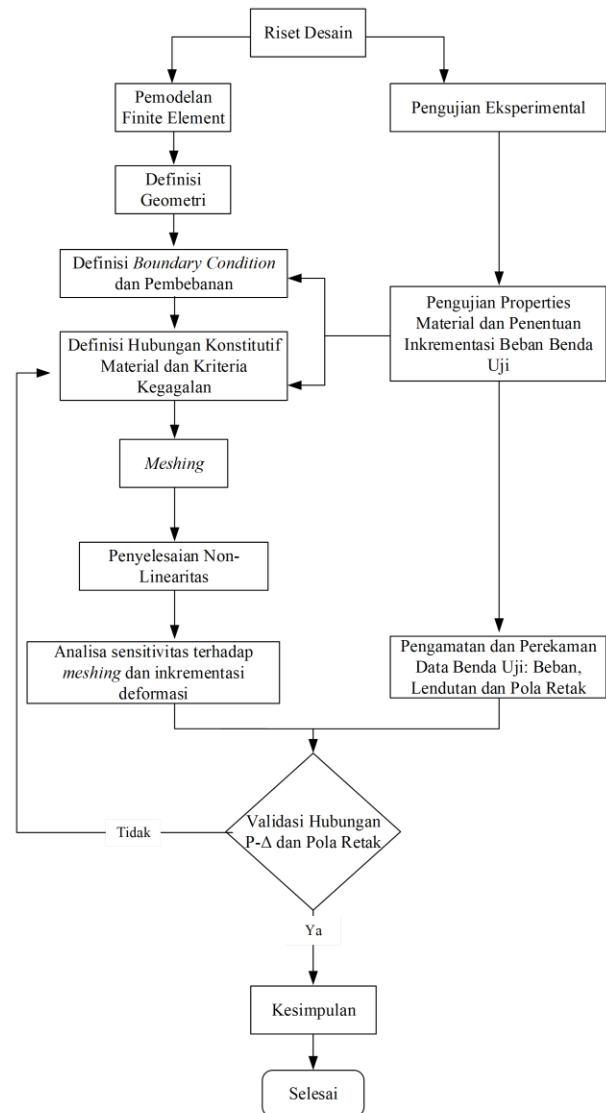 Riset Desain
Pemodelan
Finite Element
Pengujian Eksperimental
Definisi
Geometri
Definisi Boundary Condition
dan Pembebanan
Pengujian Properties
Material dan Penentuan
Inkrementasi Beban Benda
Uji
Definisi Hubungan Konstitutif
Material dan Kriteria
Kegagalan
Meshing
Penyelesaian Non-
Linearitas
Analisa sensitivitas terhadap
meshing dan inkrementasi
deformasi
Pengamatan dan Perekaman
Data Benda Uji: Beban,
Lendutan dan Pola Retak
Validasi Hubungan
P-Δ dan Pola Retak
Tidak
Ya
Kesimpulan
Selesai